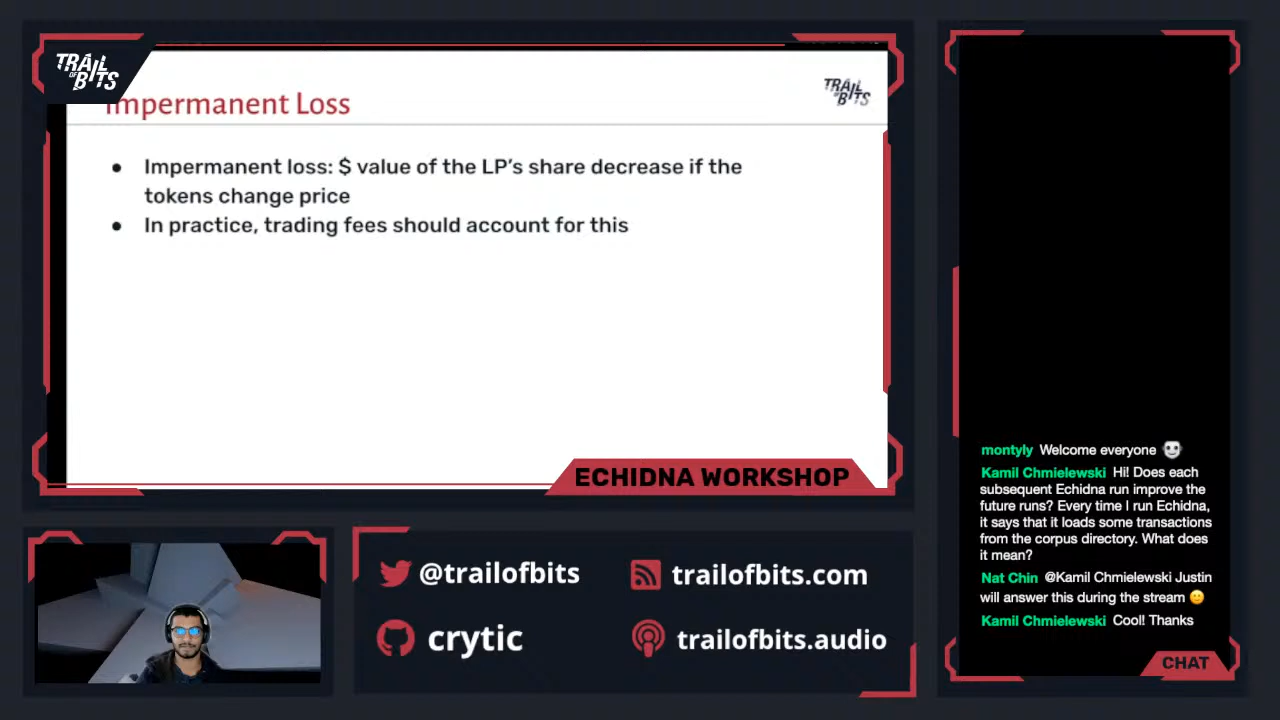 TRAIL
OF
BITS
TRAIL
OF
BITS
Impermanent Loss
● Impermanent loss: $ value of the LP's share decrease if the
tokens change price
● In practice, trading fees should account for this
ECHIDNA WORKSHOP
@trailofbits
trailofbits.com
crytic
trailofbits.audio
montyly Welcome everyone
Kamil Chmielewski Hi! Does each
subsequent Echidna run improve the
future runs? Every time I run Echidna,
it says that it loads some transactions
from the corpus directory. What does
it mean?
Nat Chin @Kamil Chmielewski Justin
will answer this during the stream 🙂
Kamil Chmielewski Cool! Thanks
CHAT